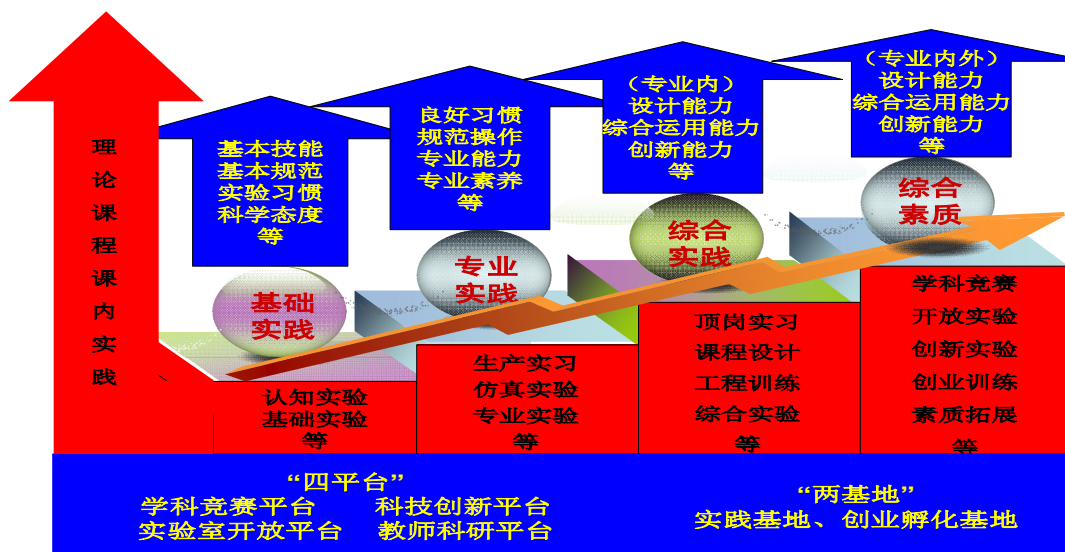 理
论
课
程
课
内
实
践
基本技能
基本规范
实验习惯
科学态度
等
良好习惯
规范操作
专业能力
专业素养
等
（专业内）
设计能力
综合运用能力
创新能力
等
（专业内外）
设计能力
综合运用能力
创新能力
等
基础
实践
专业
实践
综合
实践
综合
素质
认知实验
基础实验
等
生产实习
仿真实验
专业实验
等
顶岗实习
课程设计
工程训练
综合实验
等
学科竞赛
开放实验
创新实验
创业训练
素质拓展
等
“四平台”
学科竞赛平台 科技创新平台
实验室开放平台 教师科研平台
“两基地”
实践基地、创业孵化基地